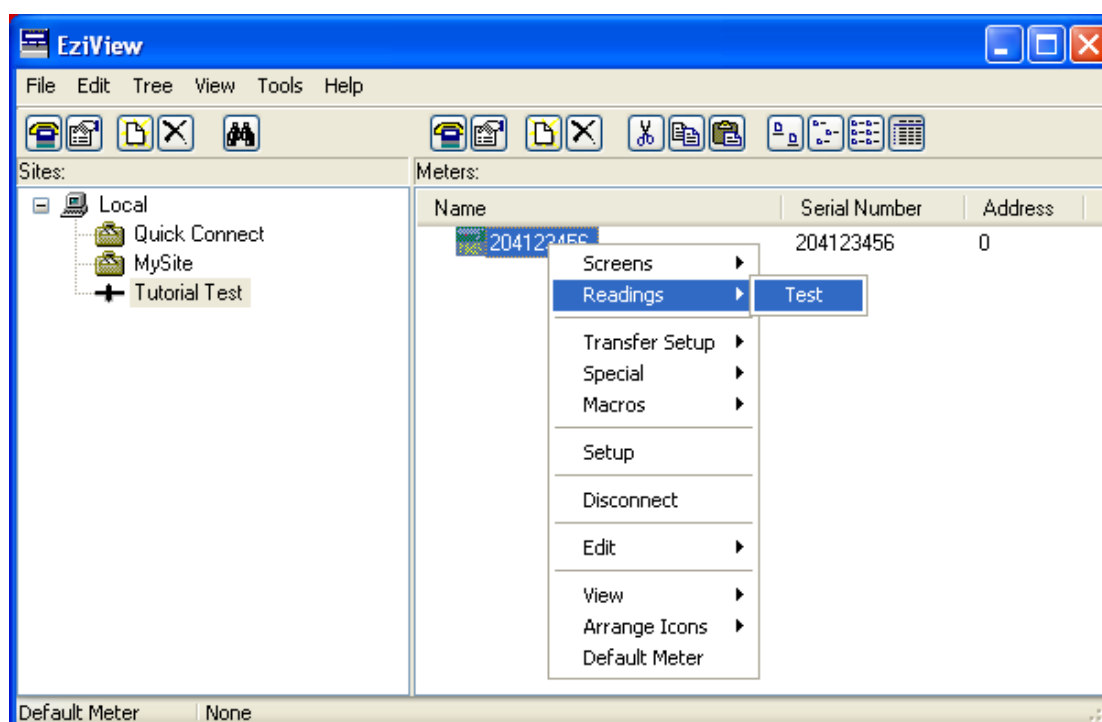 EziView
File Edit Tree View Tools Help
Sites:
Meters:
Local
Quick Connect
MySite
Tutorial Test
Name Serial Number Address
204123456 204123456 0
Screens
Readings
Test
Transfer Setup
Special
Macros
Setup
Disconnect
Edit
View
Arrange Icons
Default Meter
Default Meter None